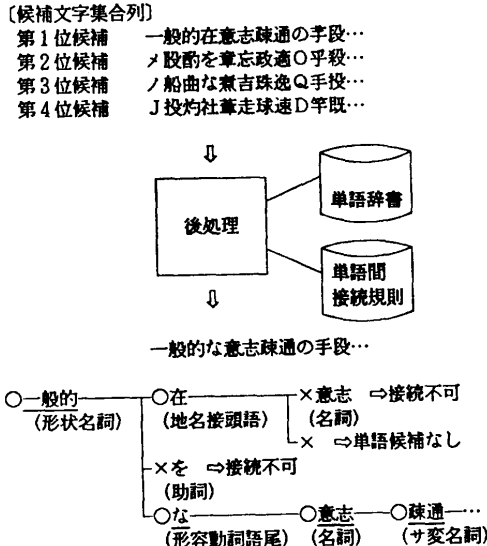 〔候補文字集合列〕
第1位候補 一般的在意志疎通の芋段…
第2位候補 メ股酌を章忘政適O平殺…
第3位候補 ノ船曲な煮吉珠逸Q手投…
第4位候補 J投灼社葦走球速D竿既…
⇩
後処理
単語辞書
単語間
接続規則
⇩
一般的な意志疎通の手段…
○一般的 ○在 ×意志 ⇒接続不可
(形状名詞) (地名接頭語) (名詞)
× ⇒単語候補なし
×を ⇒接続不可
(助詞)
○な ○意志 ○疎通…
(形容動詞語尾) (名詞) (サ変名詞)